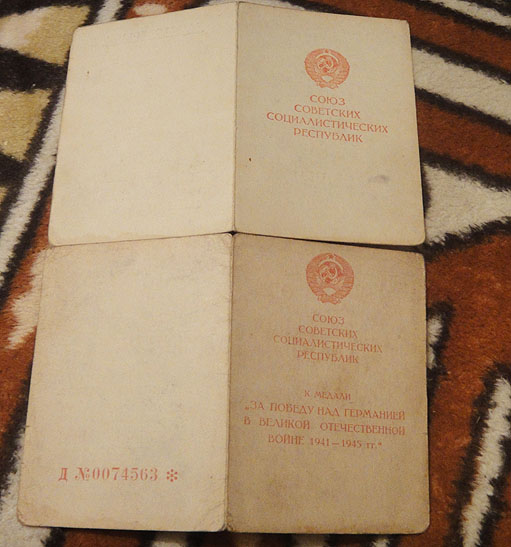 СОЮЗ
СОВЕТСКИХ
СОЦИАЛИСТИЧЕСКИХ
РЕСПУБЛИК
СОЮЗ
СОВЕТСКИХ
СОЦИАЛИСТИЧЕСКИХ
РЕСПУБЛИК
К МЕДАЛИ
„ЗА ПОБЕДУ НАД ГЕРМАНИЕЙ
В ВЕЛИКОЙ ОТЕЧЕСТВЕННОЙ
ВОЙНЕ 1941—1945 гг.“
Д №0074563 *